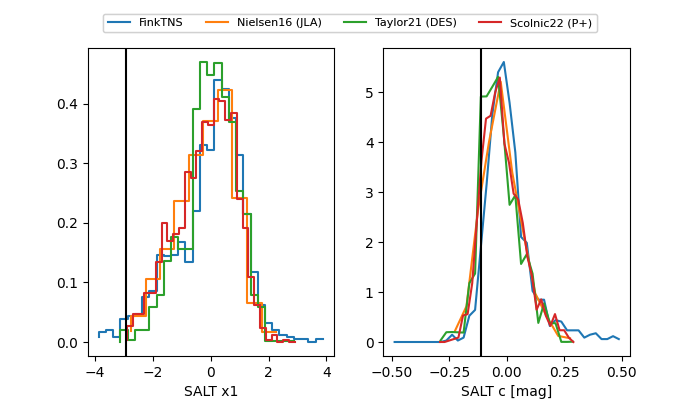 FinkTNS Nielsen16 (JLA) Taylor21 (DES) Scolnic22 (P+)
0.4
0.3
0.2
0.1
0.0
−4 −2 0 2 4
SALT x1
5
4
3
2
1
0
−0.50 −0.25 0.00 0.25 0.50
SALT c [mag]